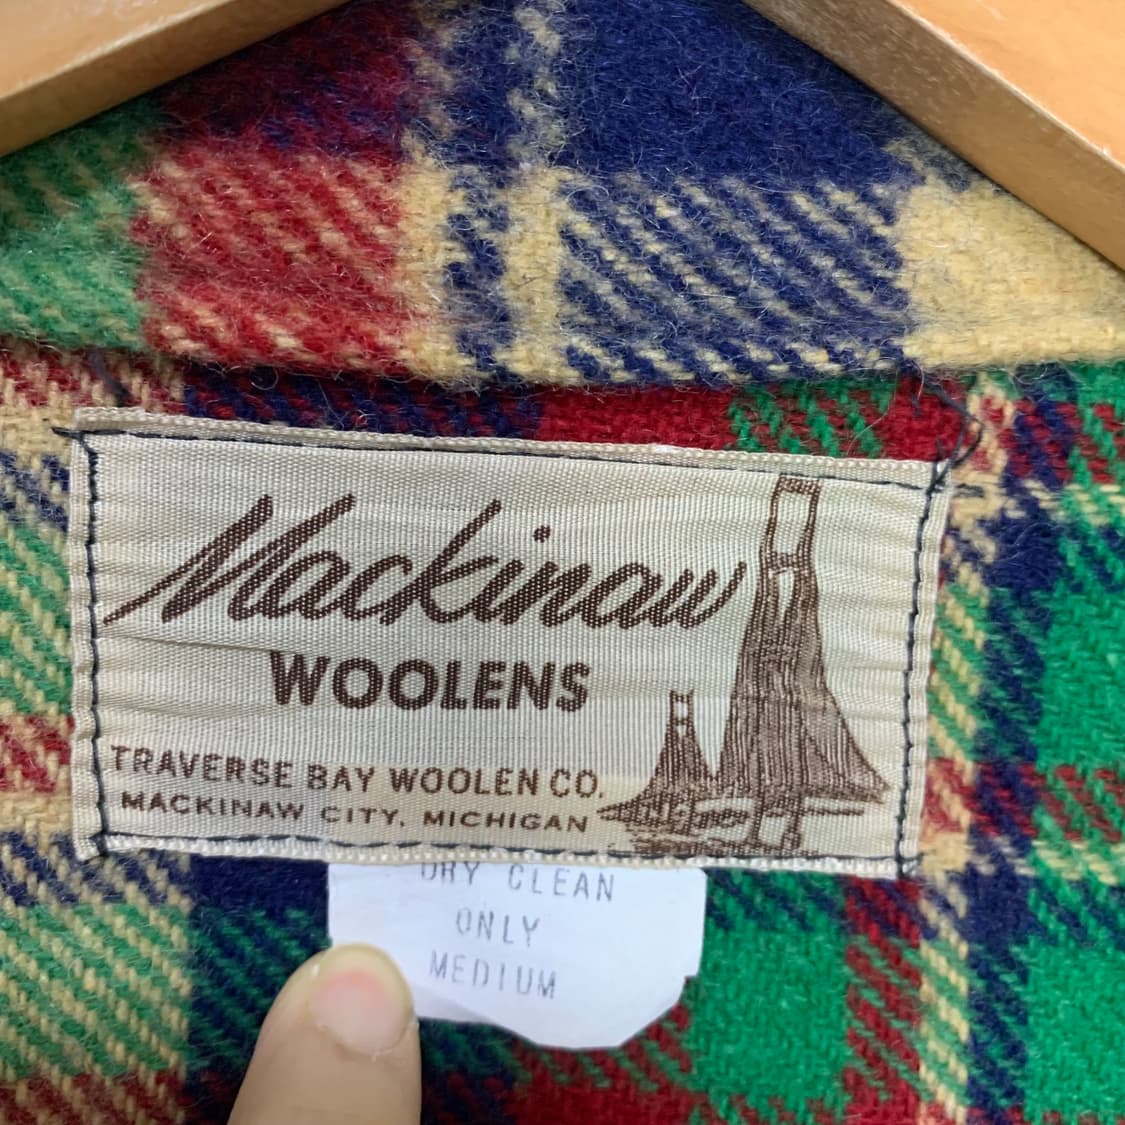 Mackinaw
WOOLENS
TRAVERSE BAY WOOLEN CO.
MACKINAW CITY, MICHIGAN
DRY CLEAN
ONLY
MEDIUM